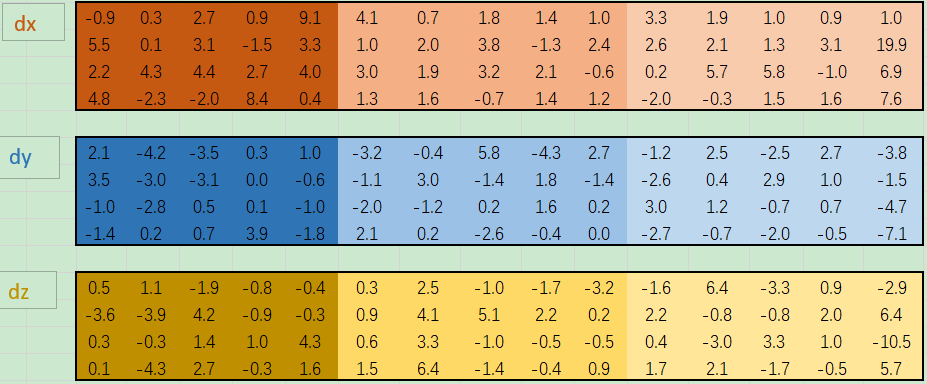 dx
-0.9 0.3 2.7 0.9 9.1 4.1 0.7 1.8 1.4 1.0 3.3 1.9 1.0 0.9 1.0
5.5 0.1 3.1 -1.5 3.3 1.0 2.0 3.8 -1.3 2.4 2.6 2.1 1.3 3.1 19.9
2.2 4.3 4.4 2.7 4.0 3.0 1.9 3.2 2.1 -0.6 0.2 5.7 5.8 -1.0 6.9
4.8 -2.3 -2.0 8.4 0.4 1.3 1.6 -0.7 1.4 1.2 -2.0 -0.3 1.5 1.6 7.6
dy
2.1 -4.2 -3.5 0.3 1.0 -3.2 -0.4 5.8 -4.3 2.7 -1.2 2.5 -2.5 2.7 -3.8
3.5 -3.0 -3.1 0.0 -0.6 -1.1 3.0 -1.4 1.8 -1.4 -2.6 0.4 2.9 1.0 -1.5
-1.0 -2.8 0.5 0.1 -1.0 -2.0 -1.2 0.2 1.6 0.2 3.0 1.2 -0.7 0.7 -4.7
-1.4 0.2 0.7 3.9 -1.8 2.1 0.2 -2.6 -0.4 0.0 -2.7 -0.7 -2.0 -0.5 -7.1
dz
0.5 1.1 -1.9 -0.8 -0.4 0.3 2.5 -1.0 -1.7 -3.2 -1.6 6.4 -3.3 0.9 -2.9
-3.6 -3.9 4.2 -0.9 -0.3 0.9 4.1 5.1 2.2 0.2 2.2 -0.8 -0.8 2.0 6.4
0.3 -0.3 1.4 1.0 4.3 0.6 3.3 -1.0 -0.5 -0.5 0.4 -3.0 3.3 1.0 -10.5
0.1 -4.3 2.7 -0.3 1.6 1.5 6.4 -1.4 -0.4 0.9 1.7 2.1 -1.7 -0.5 5.7